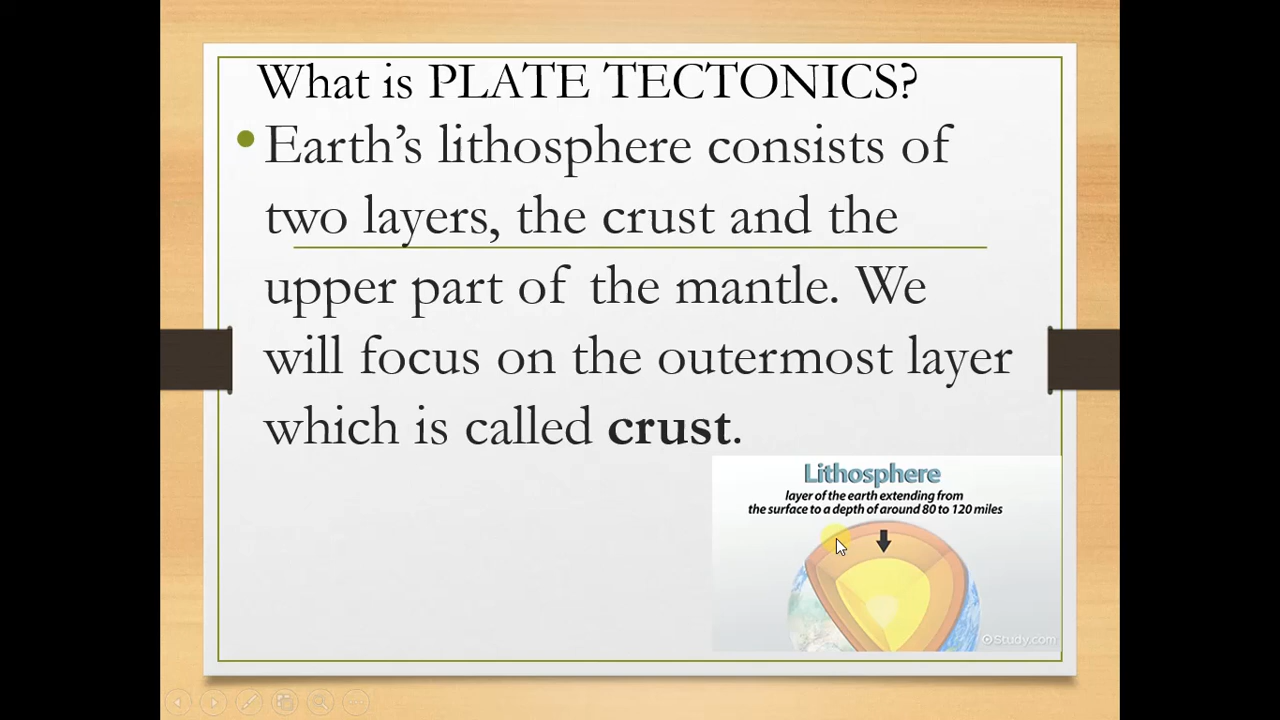 What is PLATE TECTONICS?
• Earth’s lithosphere consists of
two layers, the crust and the
upper part of the mantle. We
will focus on the outermost layer
which is called crust.
Lithosphere
layer of the earth extending from
the surface to a depth of around 80 to 120 miles
Study.com